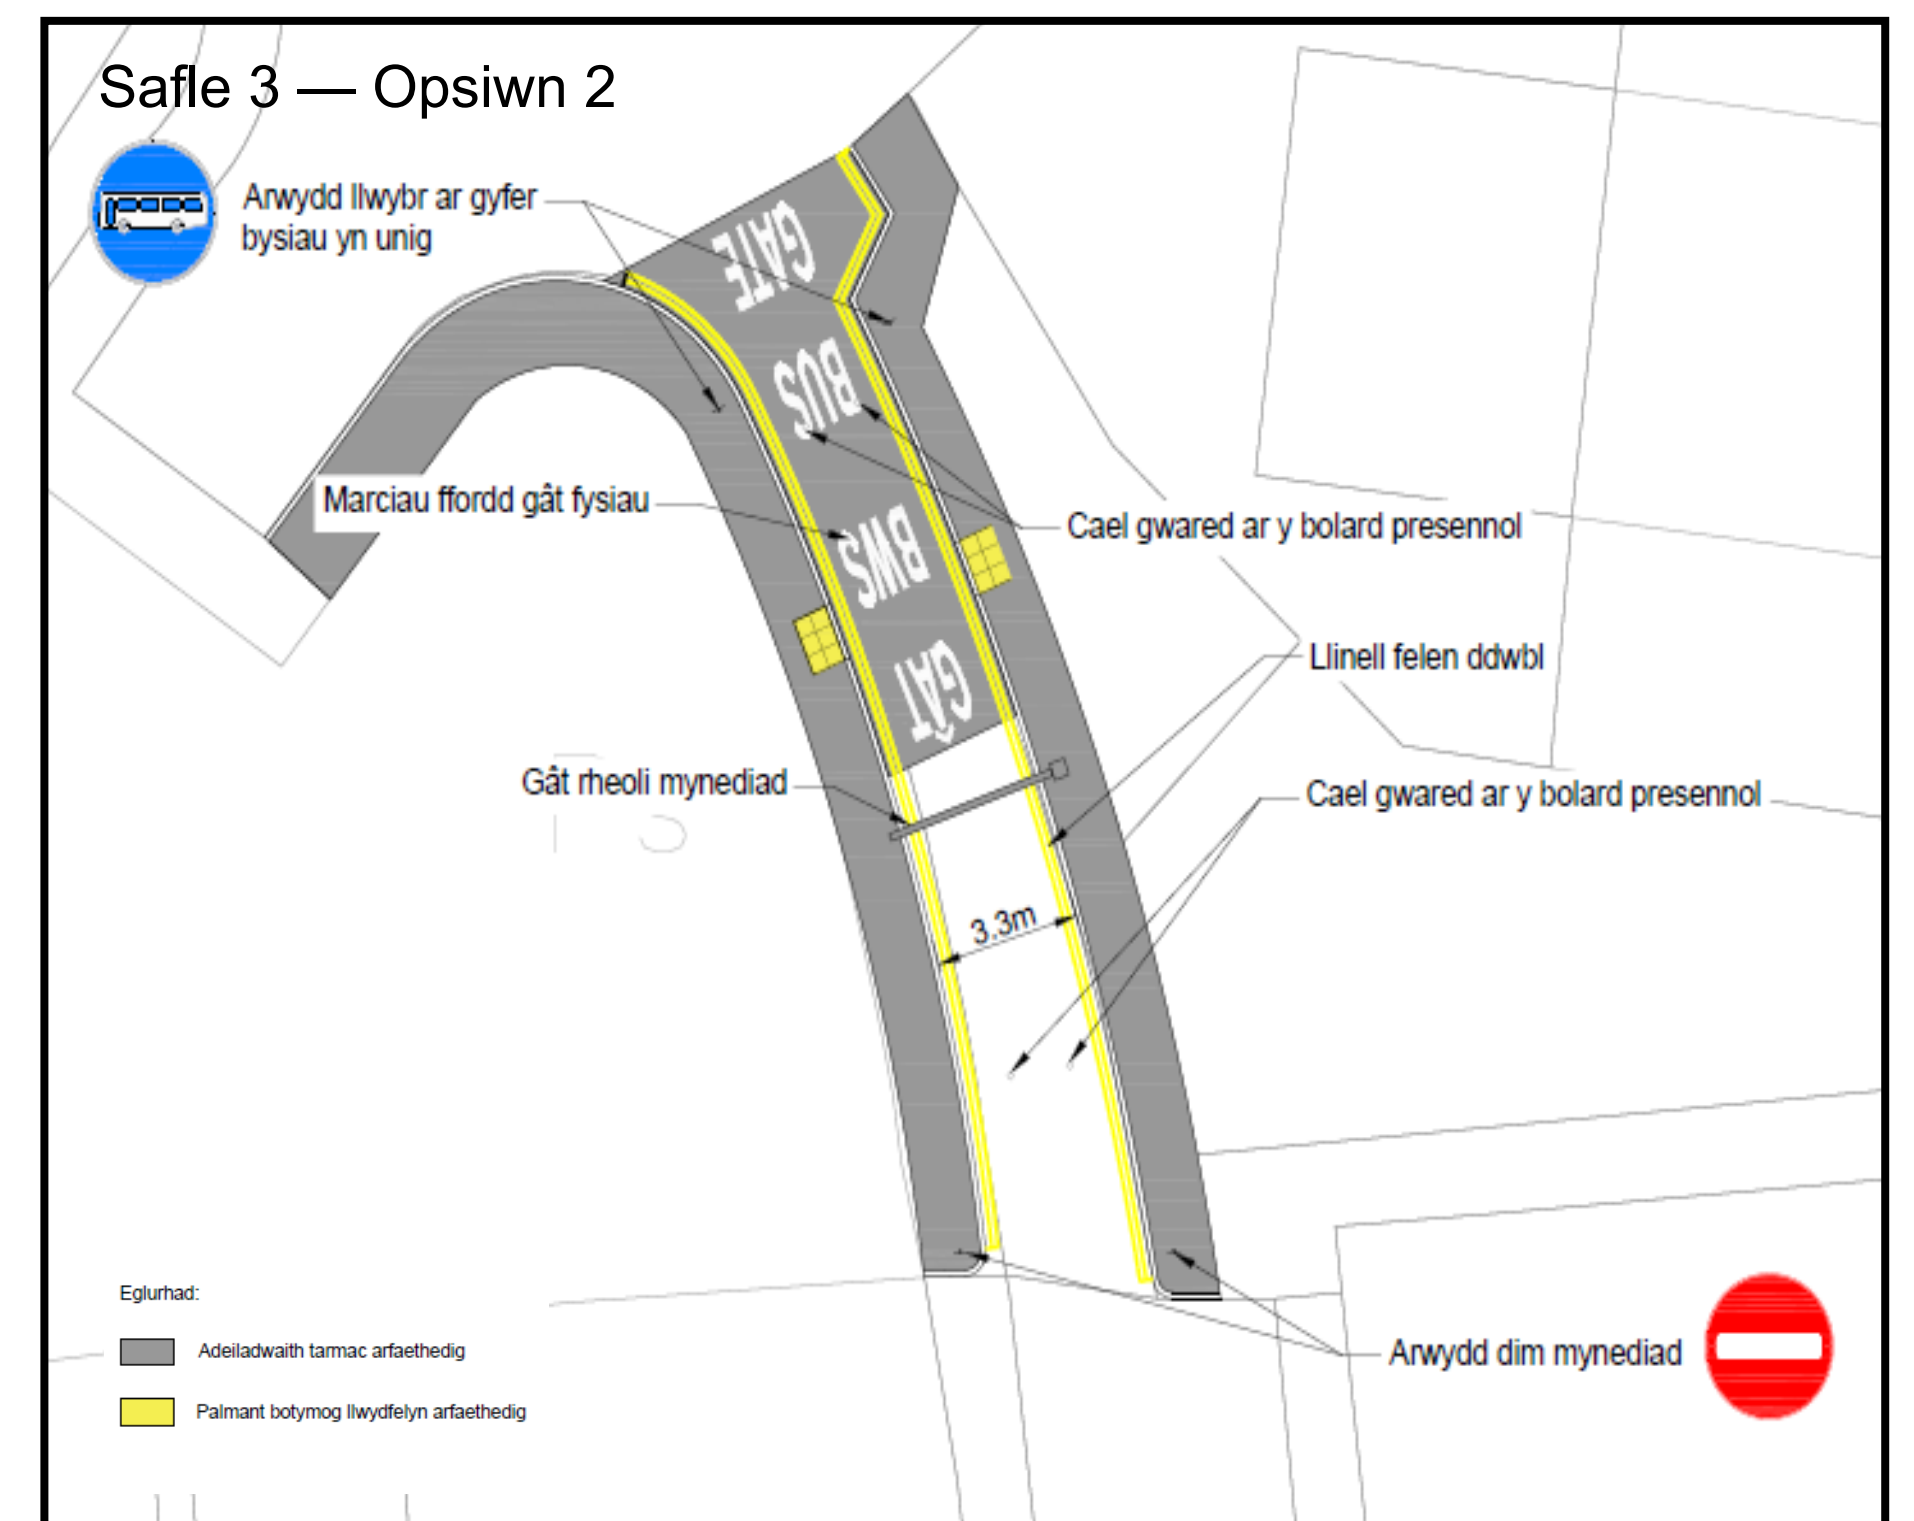 Safle 3 — Opsiwn 2
Arwydd llwybr ar gyfer
bysiau yn unig
GATE
BUS
Marciau ffordd gât fysiau
Cael gwared ar y bolard presennol
BWS
GÂT
Llinell felen ddwbl
Gât rheoli mynediad
Cael gwared ar y bolard presennol
3.3m
Eglurhad:
Adeiladwaith tarmac arfaethedig
Arwydd dim mynediad
Palmant botymog llwydfelyn arfaethedig